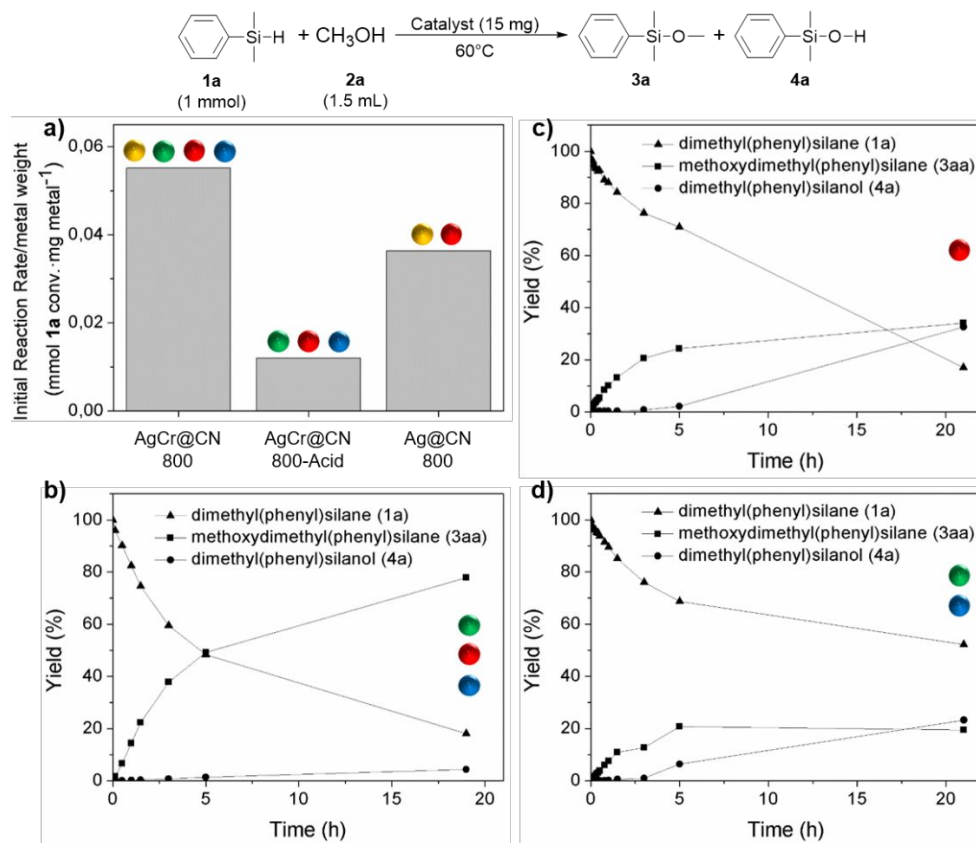 Si-H + CH₃OH Catalyst (15 mg) Si-O + Si-O-H
60°C
1a 2a 3a 4a
(1 mmol) (1.5 mL)
a)
Initial Reaction Rate/metal weight
(mmol 1a conv.·mg metal⁻¹)
0,06
0,04
0,02
0,00
AgCr@CN AgCr@CN Ag@CN
800 800-Acid 800
c)
dimethyl(phenyl)silane (1a)
methoxydimethyl(phenyl)silane (3aa)
dimethyl(phenyl)silanol (4a)
Yield (%)
100
80
60
40
20
0
0 5 10 15 20
Time (h)
b)
dimethyl(phenyl)silane (1a)
methoxydimethyl(phenyl)silane (3aa)
dimethyl(phenyl)silanol (4a)
Yield (%)
100
80
60
40
20
0
0 5 10 15 20
Time (h)
d)
dimethyl(phenyl)silane (1a)
methoxydimethyl(phenyl)silane (3aa)
dimethyl(phenyl)silanol (4a)
Yield (%)
100
80
60
40
20
0
0 5 10 15 20
Time (h)